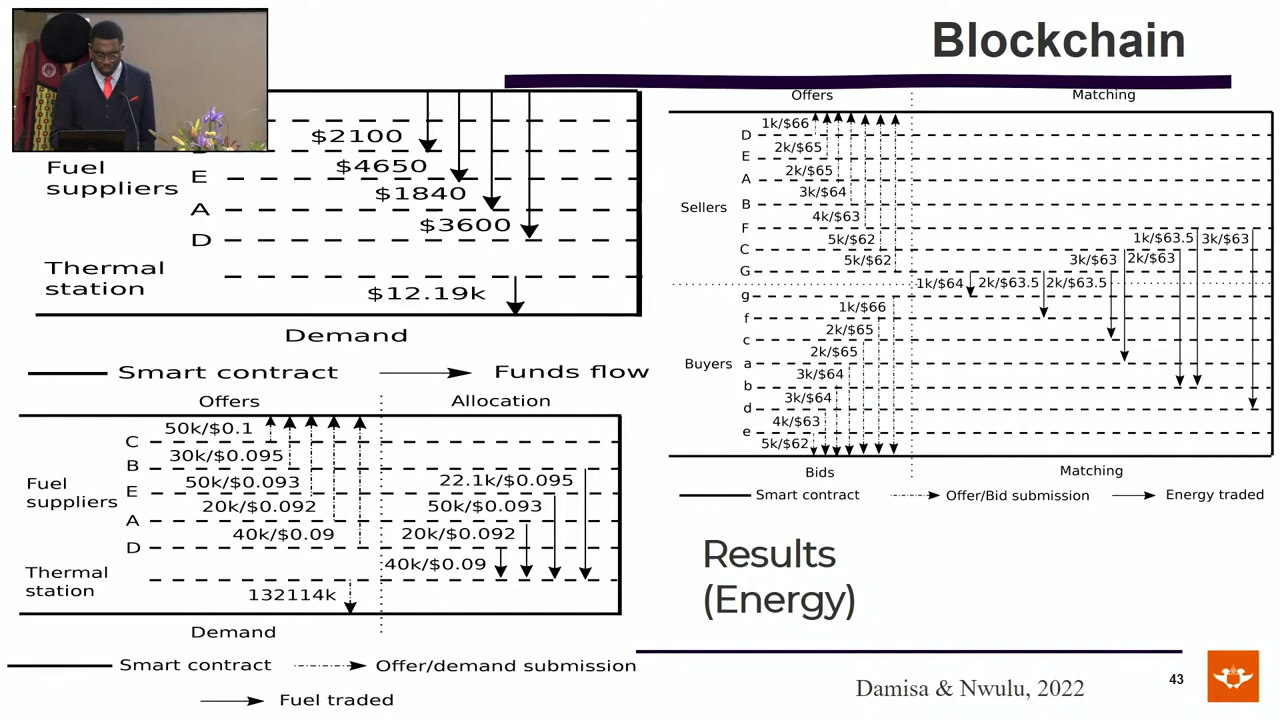 Blockchain
$2100
$4650
Fuel
suppliers
E
$1840
A
$3600
D
Thermal
station
$12.19k
Demand
Smart contract
Funds flow
Offers
Allocation
50k/$0.1
C
30k/$0.095
B
22.1k/$0.095
Fuel
suppliers
50k/$0.093
E
20k/$0.092
50k/$0.093
A
40k/$0.09
20k/$0.092
D
40k/$0.09
Thermal
station
132114k
Demand
Smart contract
Offer/demand submission
Fuel traded
Offers
Matching
1k/$66
D
2k/$65
E
2k/$65
A
3k/$64
Sellers
B
4k/$63
F
5k/$62
1k/$63.5
3k/$63
C
5k/$62
3k/$63
2k/$63
G
1k/$64
2k/$63.5
2k/$63.5
g
1k/$66
f
2k/$65
c
2k/$65
Buyers
a
3k/$64
b
3k/$64
d
4k/$63
e
5k/$62
Bids
Matching
Smart contract
Offer/Bid submission
Energy traded
Results
(Energy)
Damisa & Nwulu, 2022
43